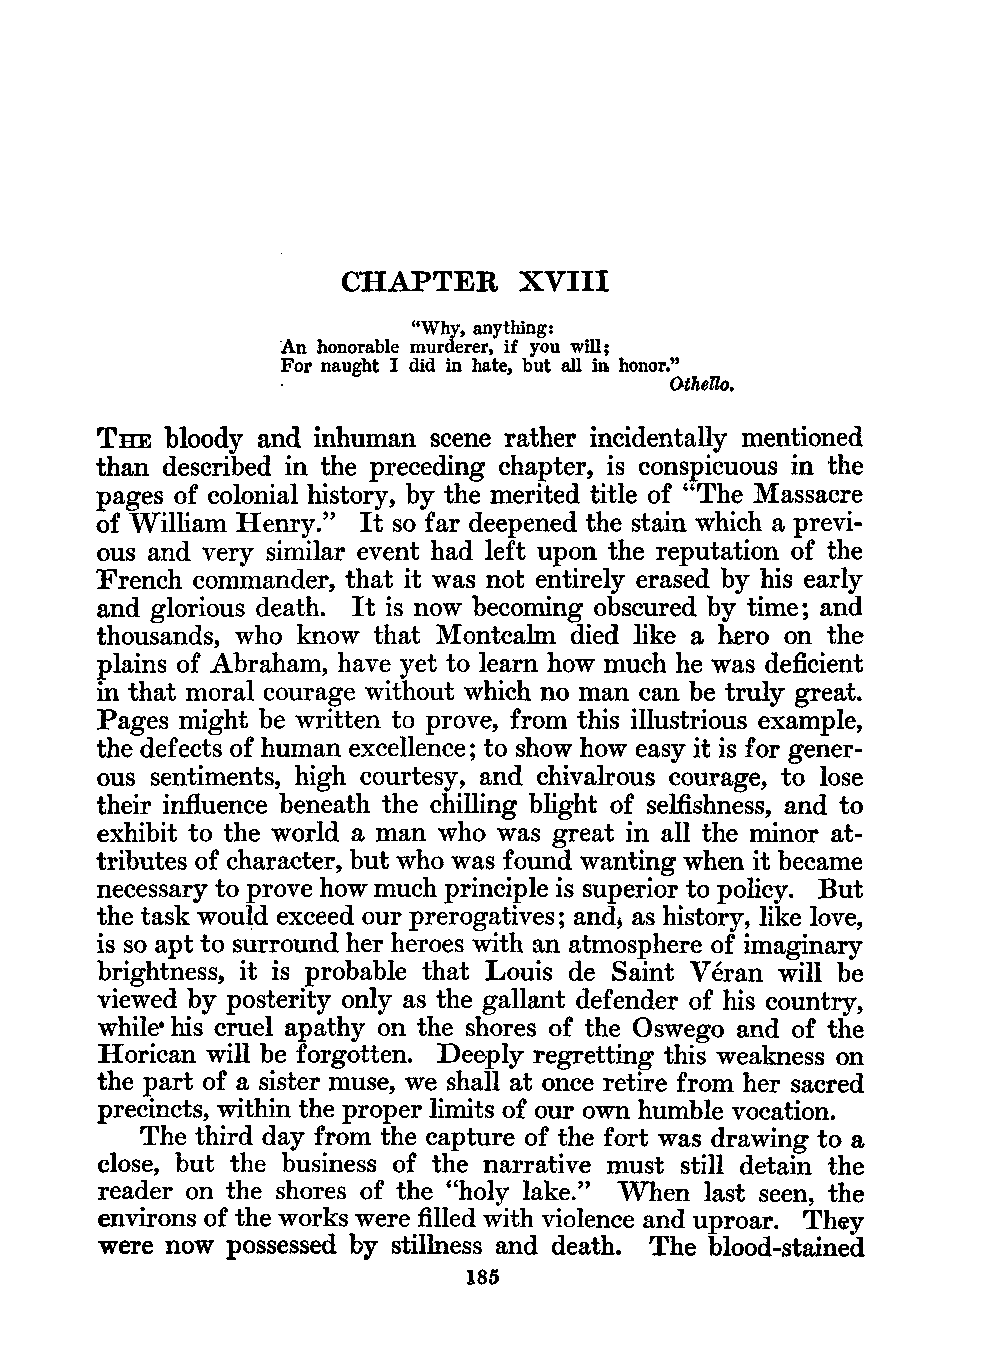 CHAPTER XVIII
“Why, anything:
An honorable murderer, if you will;
For naught I did in hate, but all in honor.”
Othello.
THE bloody and inhuman scene rather incidentally mentioned
than described in the preceding chapter, is conspicuous in the
pages of colonial history, by the merited title of “The Massacre
of William Henry.” It so far deepened the stain which a previ-
ous and very similar event had left upon the reputation of the
French commander, that it was not entirely erased by his early
and glorious death. It is now becoming obscured by time; and
thousands, who know that Montcalm died like a hero on the
plains of Abraham, have yet to learn how much he was deficient
in that moral courage without which no man can be truly great.
Pages might be written to prove, from this illustrious example,
the defects of human excellence; to show how easy it is for gener-
ous sentiments, high courtesy, and chivalrous courage, to lose
their influence beneath the chilling blight of selfishness, and to
exhibit to the world a man who was great in all the minor at-
tributes of character, but who was found wanting when it became
necessary to prove how much principle is superior to policy. But
the task would exceed our prerogatives; and, as history, like love,
is so apt to surround her heroes with an atmosphere of imaginary
brightness, it is probable that Louis de Saint Véran will be
viewed by posterity only as the gallant defender of his country,
while his cruel apathy on the shores of the Oswego and of the
Horican will be forgotten. Deeply regretting this weakness on
the part of a sister muse, we shall at once retire from her sacred
precincts, within the proper limits of our own humble vocation.
The third day from the capture of the fort was drawing to a
close, but the business of the narrative must still detain the
reader on the shores of the “holy lake.” When last seen, the
environs of the works were filled with violence and uproar. They
were now possessed by stillness and death. The blood-stained
185